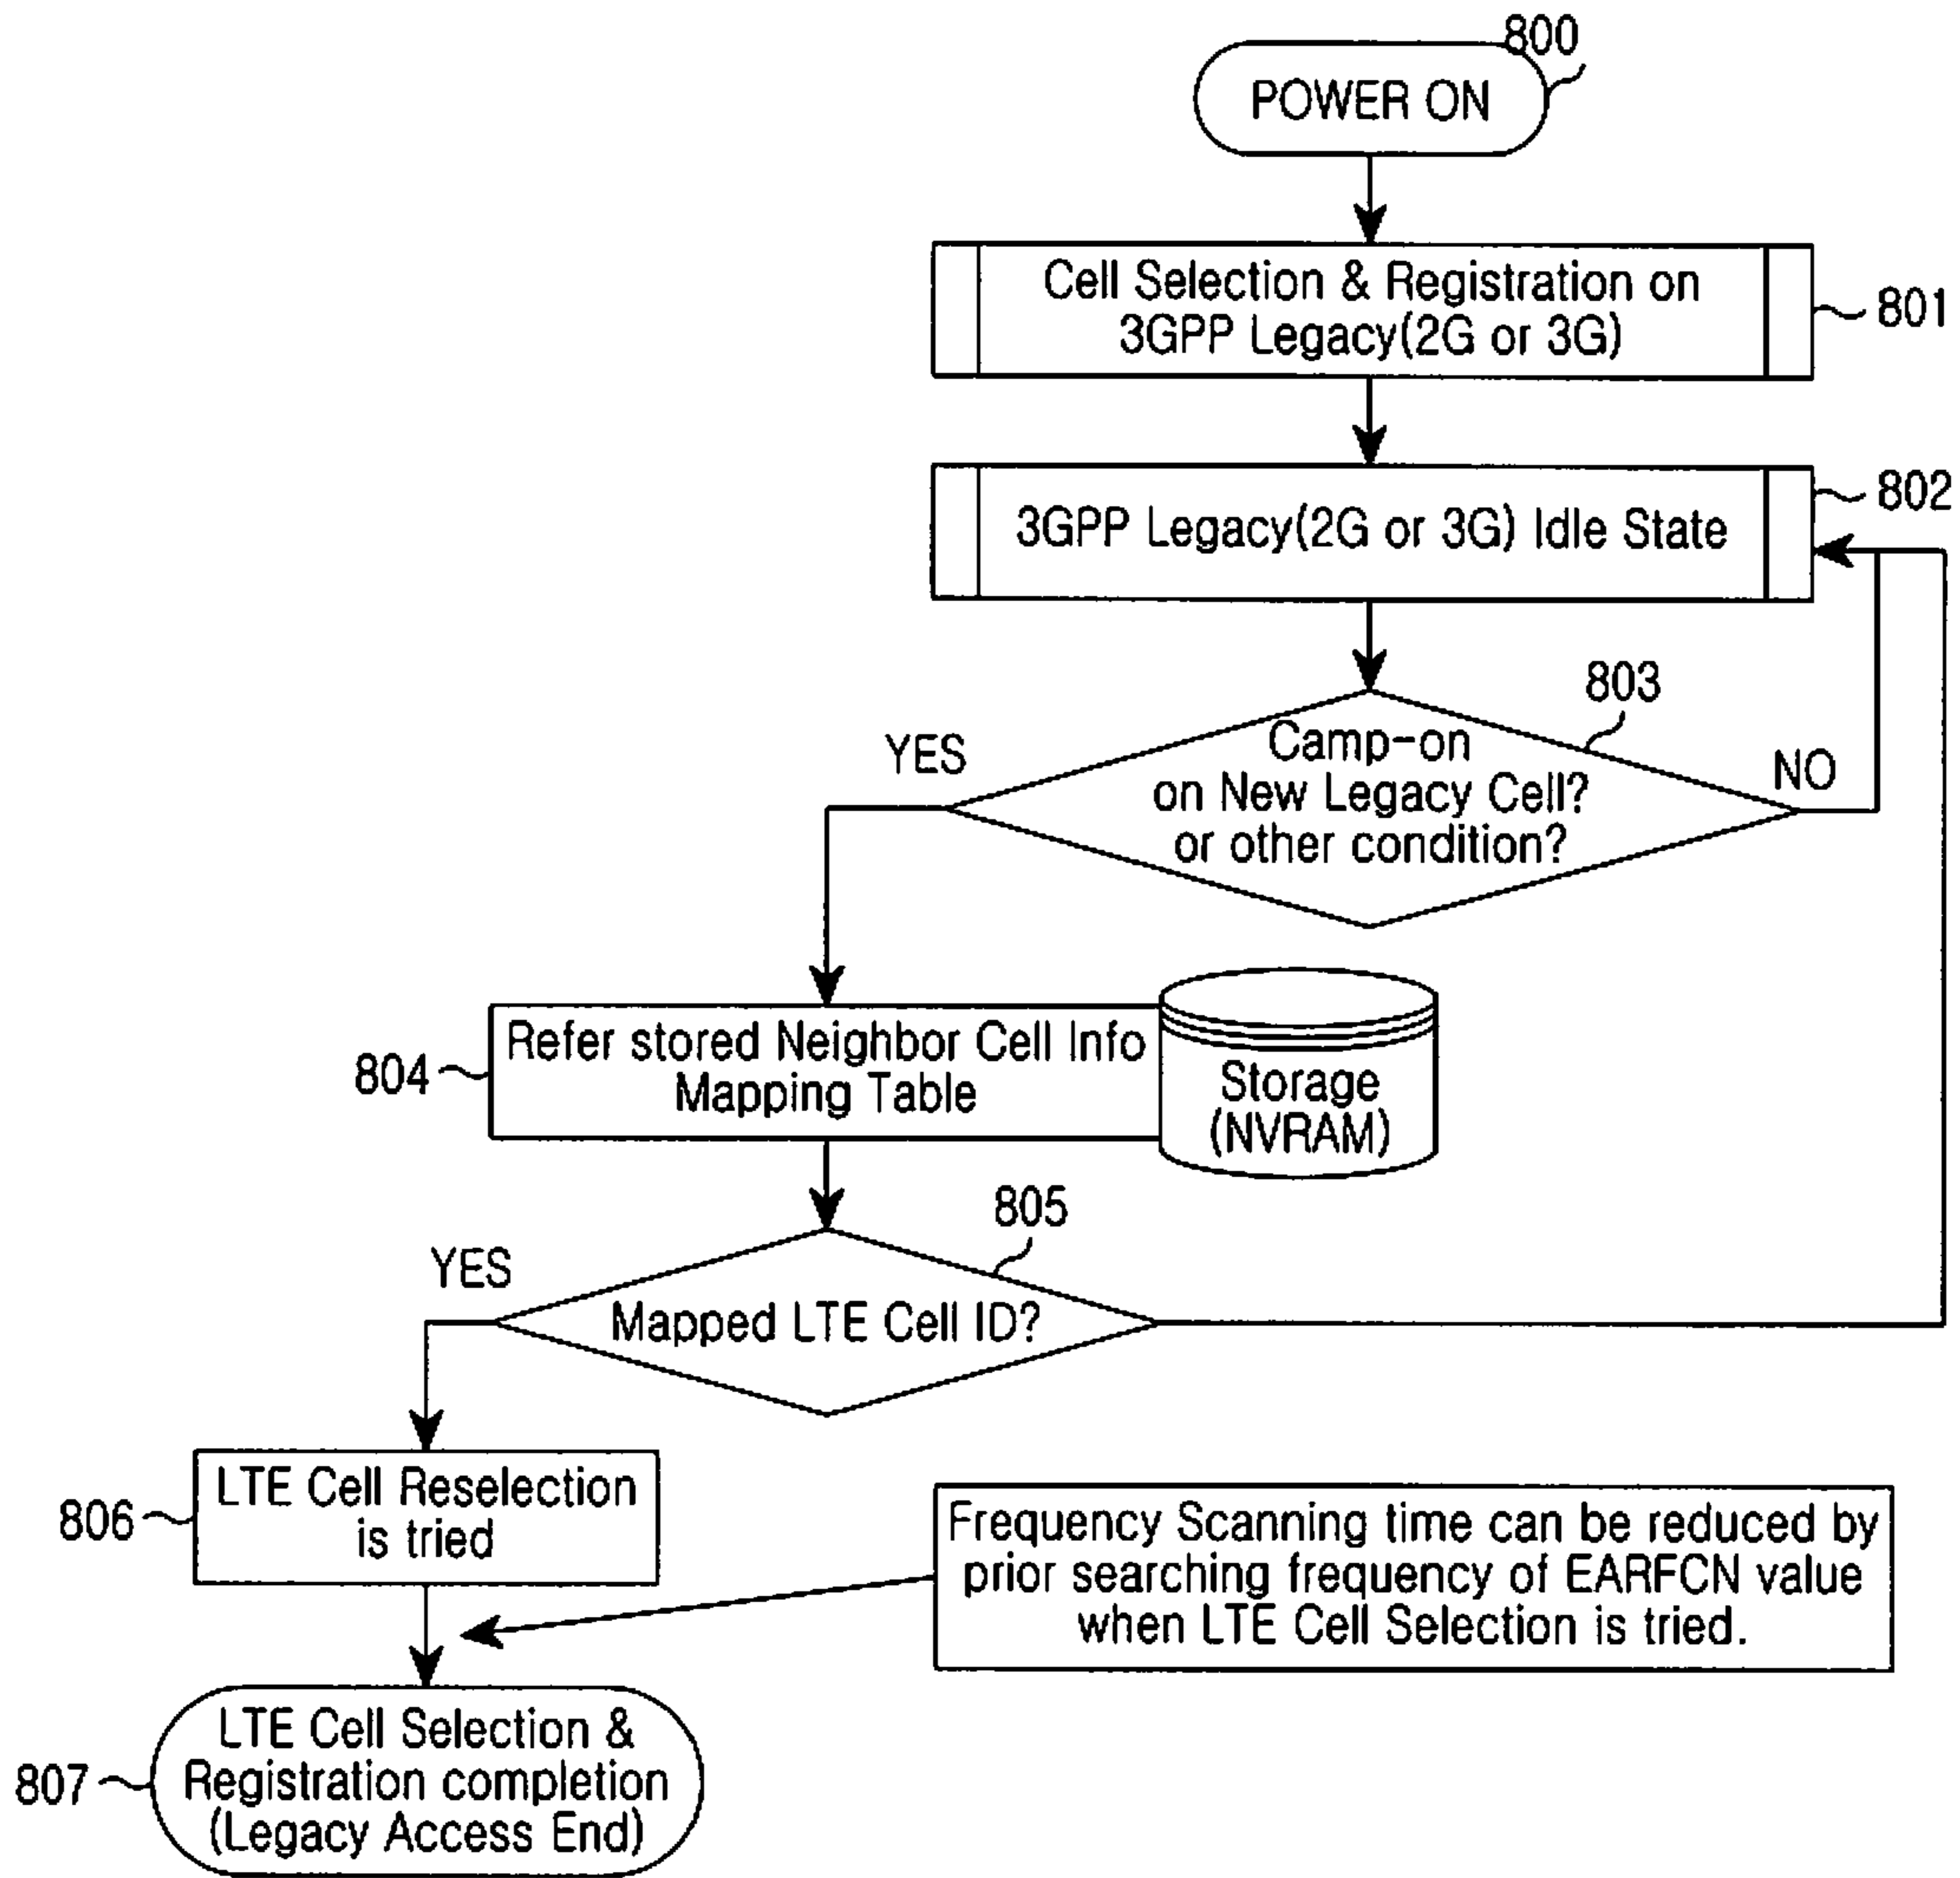 800
POWER ON
Cell Selection & Registration on
3GPP Legacy(2G or 3G)
801
802
3GPP Legacy(2G or 3G) Idle State
803
YES
Camp-on
on New Legacy Cell?
or other condition?
NO
804
Refer stored Neighbor Cell Info
Mapping Table
Storage
(NVRAM)
805
YES
Mapped LTE Cell ID?
806
LTE Cell Reselection
is tried
Frequency Scanning time can be reduced by
prior searching frequency of EARFCN value
when LTE Cell Selection is tried.
807
LTE Cell Selection &
Registration completion
(Legacy Access End)